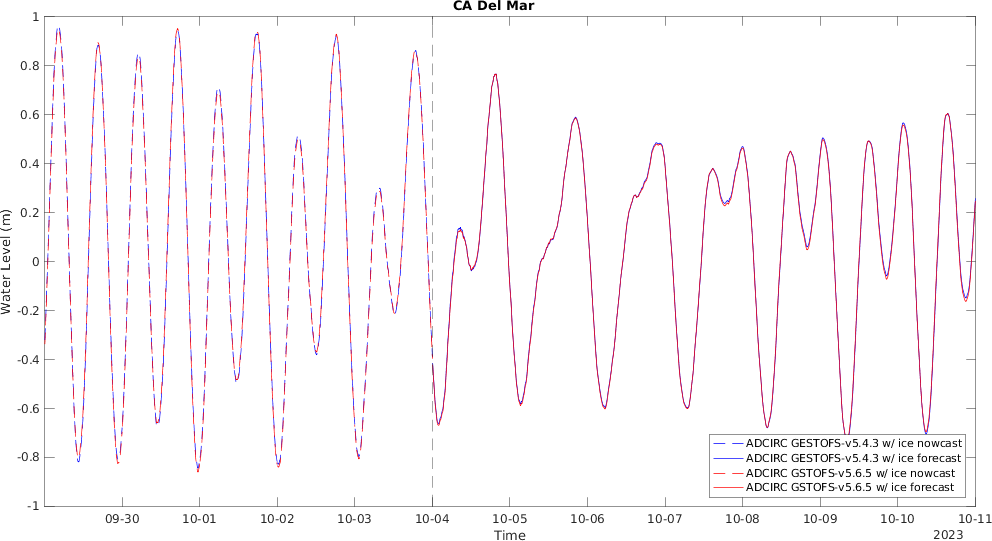 CA Del Mar
1
0.8
0.6
0.4
0.2
0
-0.2
-0.4
-0.6
-0.8
-1
Water Level (m)
09-30 10-01 10-02 10-03 10-04 10-05 10-06 10-07 10-08 10-09 10-10 10-11
Time
2023
ADCIRC GESTOFS-v5.4.3 w/ ice nowcast
ADCIRC GESTOFS-v5.4.3 w/ ice forecast
ADCIRC GSTOFS-v5.6.5 w/ ice nowcast
ADCIRC GSTOFS-v5.6.5 w/ ice forecast